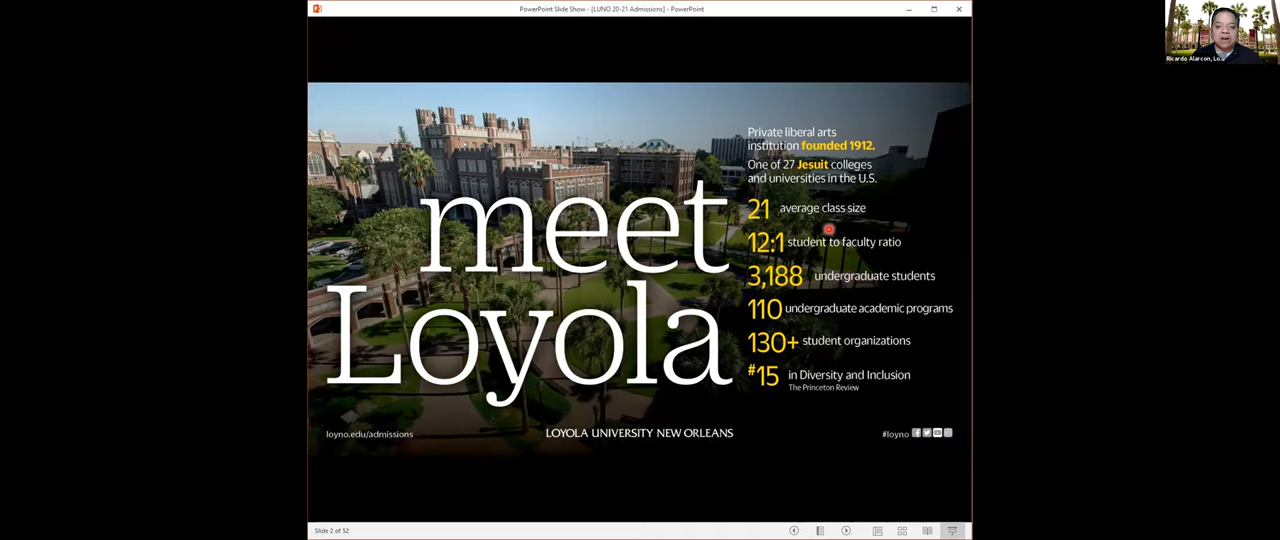 PowerPoint Slide Show - [LUNO 20-21 Admissions] - PowerPoint
Ricardo Alarcon, Lo...
Private liberal arts
institution founded 1912.
One of 27 Jesuit colleges
and universities in the U.S.
21 average class size
12:1 student to faculty ratio
3,188 undergraduate students
110 undergraduate academic programs
130+ student organizations
#15 in Diversity and Inclusion
The Princeton Review
meet
Loyola
loyno.edu/admissions
LOYOLA UNIVERSITY NEW ORLEANS
#loyno
Slide 2 of 52